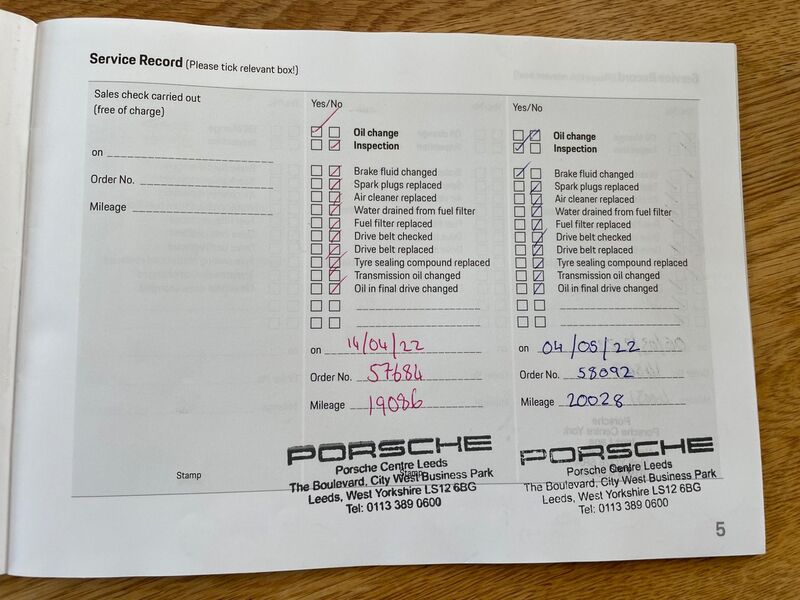 Service Record (Please tick relevant box!)
Sales check carried out
(free of charge)
on
Order No.
Mileage
Stamp
Yes/No
Oil change
Inspection
Brake fluid changed
Spark plugs replaced
Air cleaner replaced
Water drained from fuel filter
Fuel filter replaced
Drive belt checked
Drive belt replaced
Tyre sealing compound replaced
Transmission oil changed
Oil in final drive changed
on 14/04/22
Order No. 57684
Mileage 19086
PORSCHE
Porsche Centre Leeds
The Boulevard, City West Business Park
Leeds, West Yorkshire LS12 6BG
Tel: 0113 389 0600
Yes/No
Oil change
Inspection
Brake fluid changed
Spark plugs replaced
Air cleaner replaced
Water drained from fuel filter
Fuel filter replaced
Drive belt checked
Drive belt replaced
Tyre sealing compound replaced
Transmission oil changed
Oil in final drive changed
on 04/05/22
Order No. 58092
Mileage 20028
PORSCHE
Porsche Centre Leeds
The Boulevard, City West Business Park
Leeds, West Yorkshire LS12 6BG
Tel: 0113 389 0600
5